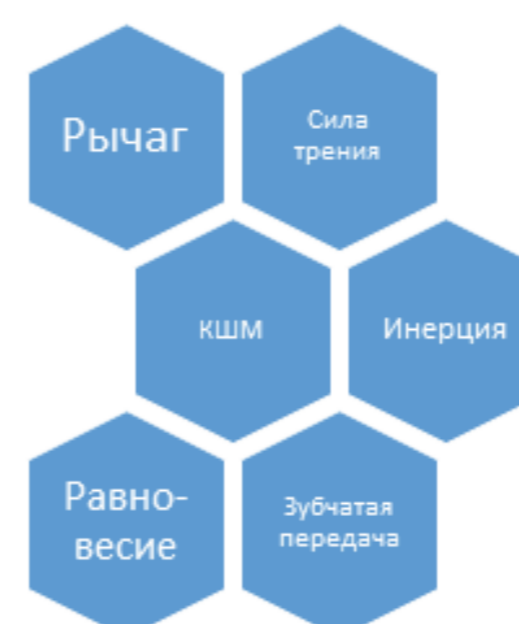 Рычаг
Сила
трения
КШМ
Инерция
Равно-
весие
Зубчатая
передача